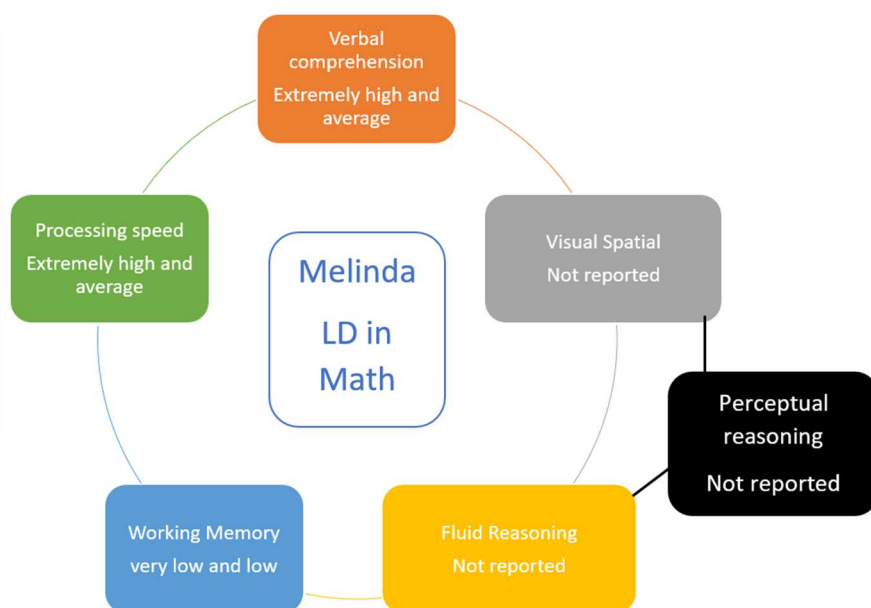 Verbal
comprehension
Extremely high and
average
Processing speed
Extremely high and
average
Visual Spatial
Not reported
Melinda
LD in
Math
Perceptual
reasoning
Not reported
Working Memory
very low and low
Fluid Reasoning
Not reported